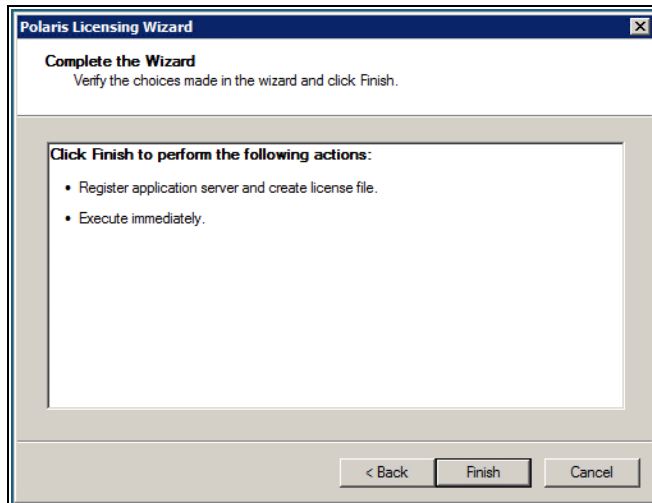 Polaris Licensing Wizard
Complete the Wizard
Verify the choices made in the wizard and click Finish.
Click Finish to perform the following actions:
• Register application server and create license file.
• Execute immediately.
< Back Finish Cancel